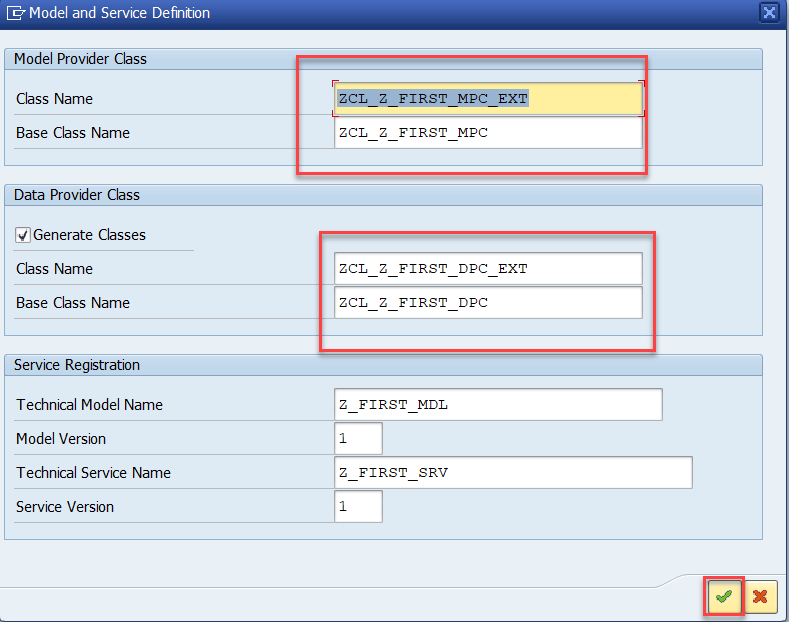 Model and Service Definition
Model Provider Class
Class Name ZCL_Z_FIRST_MPC_EXT
Base Class Name ZCL_Z_FIRST_MPC
Data Provider Class
Generate Classes
Class Name ZCL_Z_FIRST_DPC_EXT
Base Class Name ZCL_Z_FIRST_DPC
Service Registration
Technical Model Name Z_FIRST_MDL
Model Version 1
Technical Service Name Z_FIRST_SRV
Service Version 1